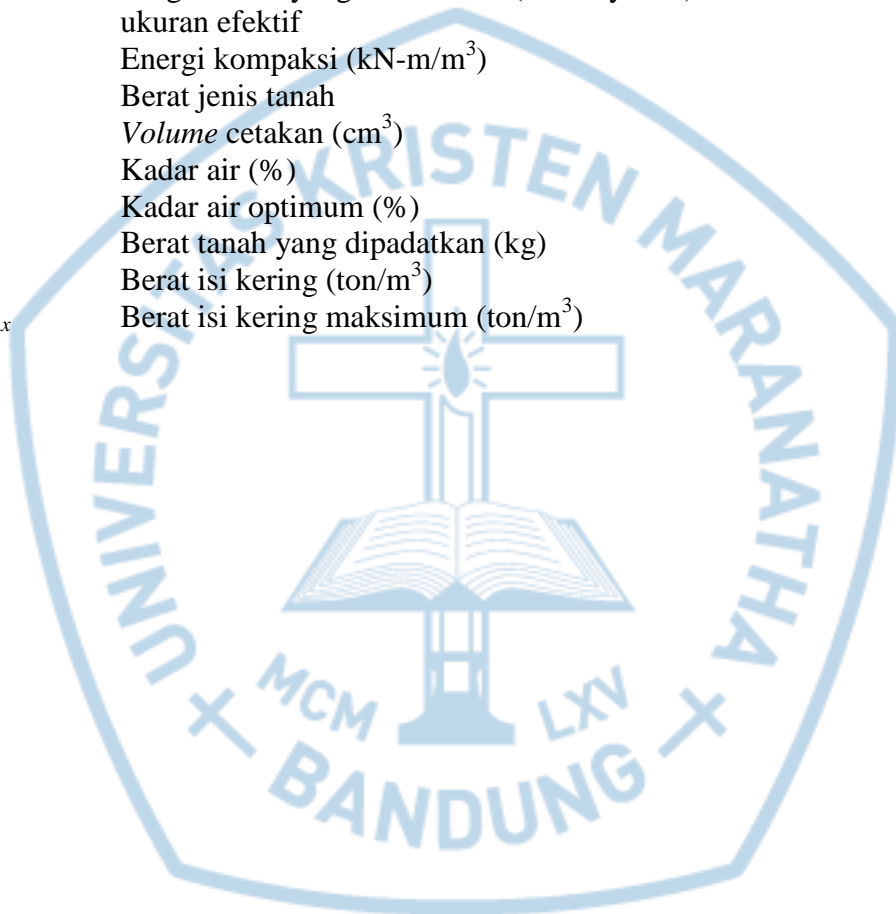 ukuran efektif
Energi kompaksi (kN-m/m³)
Berat jenis tanah
Volume cetakan (cm³)
Kadar air (%)
Kadar air optimum (%)
Berat tanah yang dipadatkan (kg)
Berat isi kering (ton/m³)
x Berat isi kering maksimum (ton/m³)
UNIVERSITAS KRISTEN MARANATHA
MCM LXV
BANDUNG